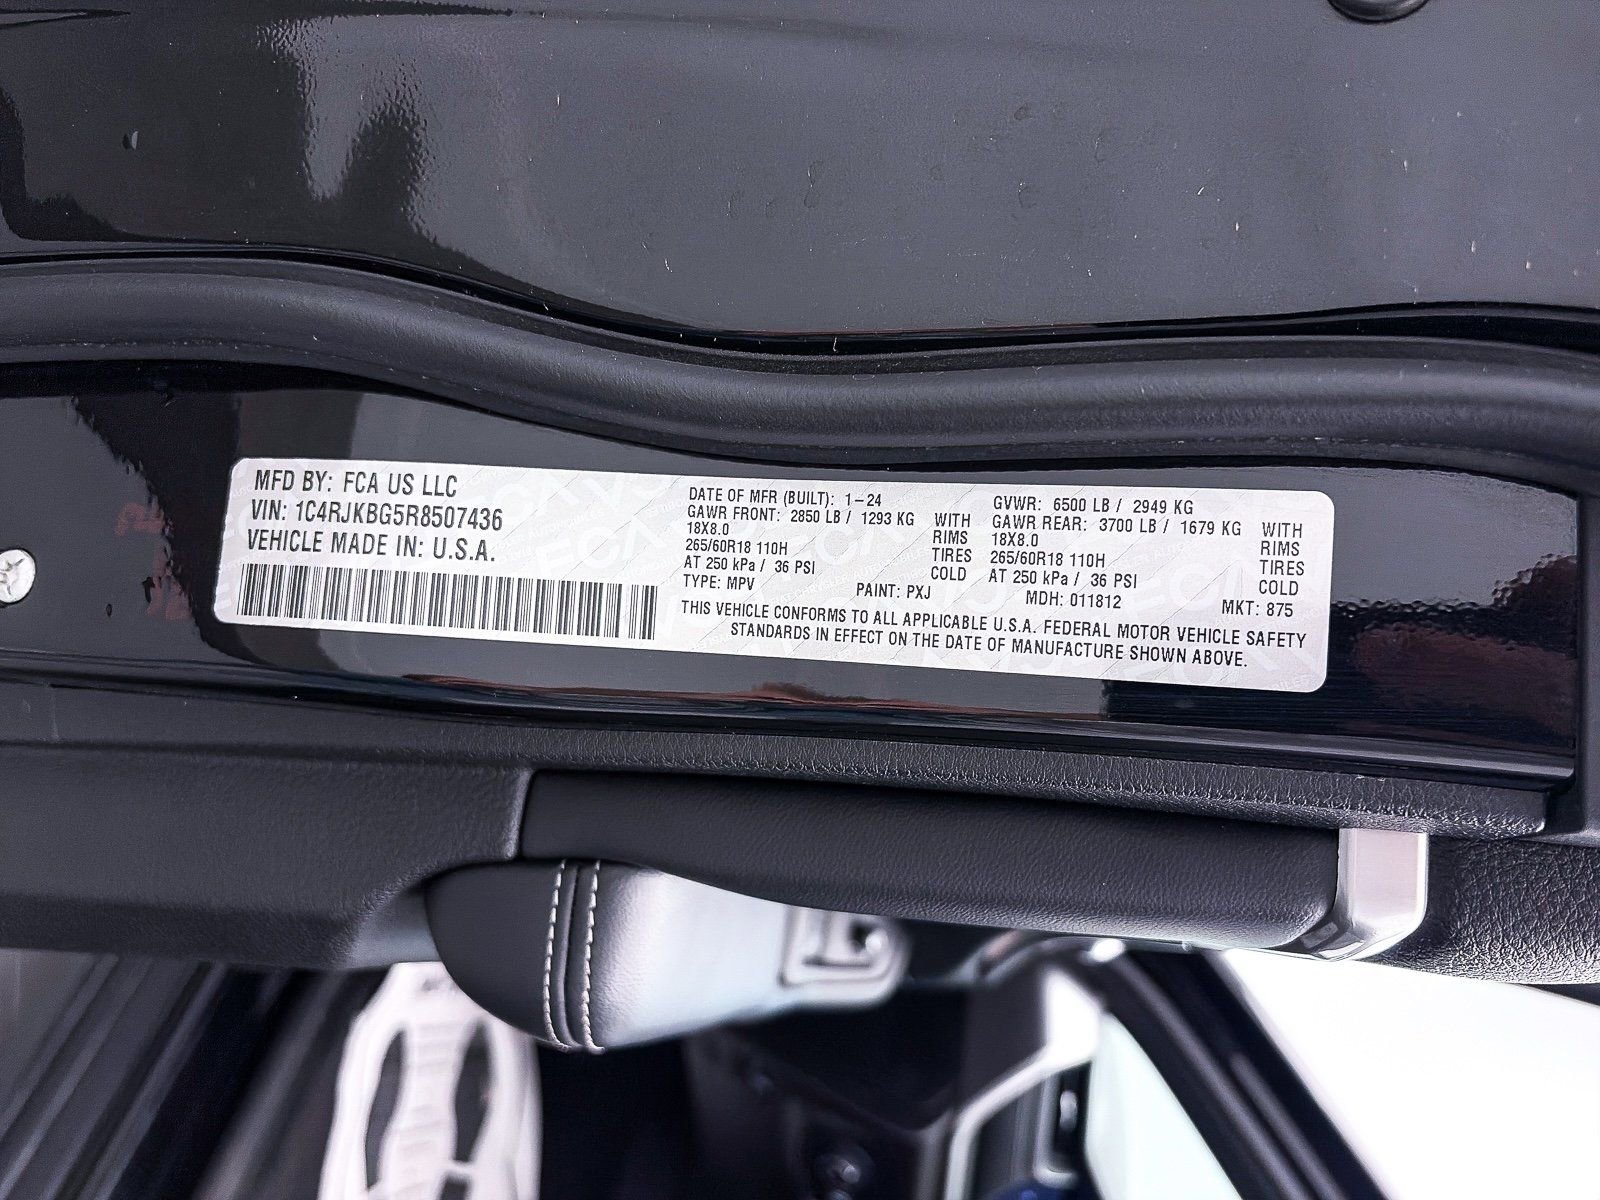 MFD BY: FCA US LLC
VIN: 1C4RJKBG5R8507436
VEHICLE MADE IN: U.S.A.
DATE OF MFR (BUILT): 1-24
GAWR FRONT: 2850 LB / 1293 KG WITH
18X8.0 RIMS
265/60R18 110H TIRES
AT 250 kPa / 36 PSI COLD
TYPE: MPV PAINT: PXJ
GVWR: 6500 LB / 2949 KG
GAWR REAR: 3700 LB / 1679 KG WITH
18X8.0 RIMS
265/60R18 110H TIRES
AT 250 kPa / 36 PSI COLD
MDH: 011812 MKT: 875
THIS VEHICLE CONFORMS TO ALL APPLICABLE U.S.A. FEDERAL MOTOR VEHICLE SAFETY
STANDARDS IN EFFECT ON THE DATE OF MANUFACTURE SHOWN ABOVE.